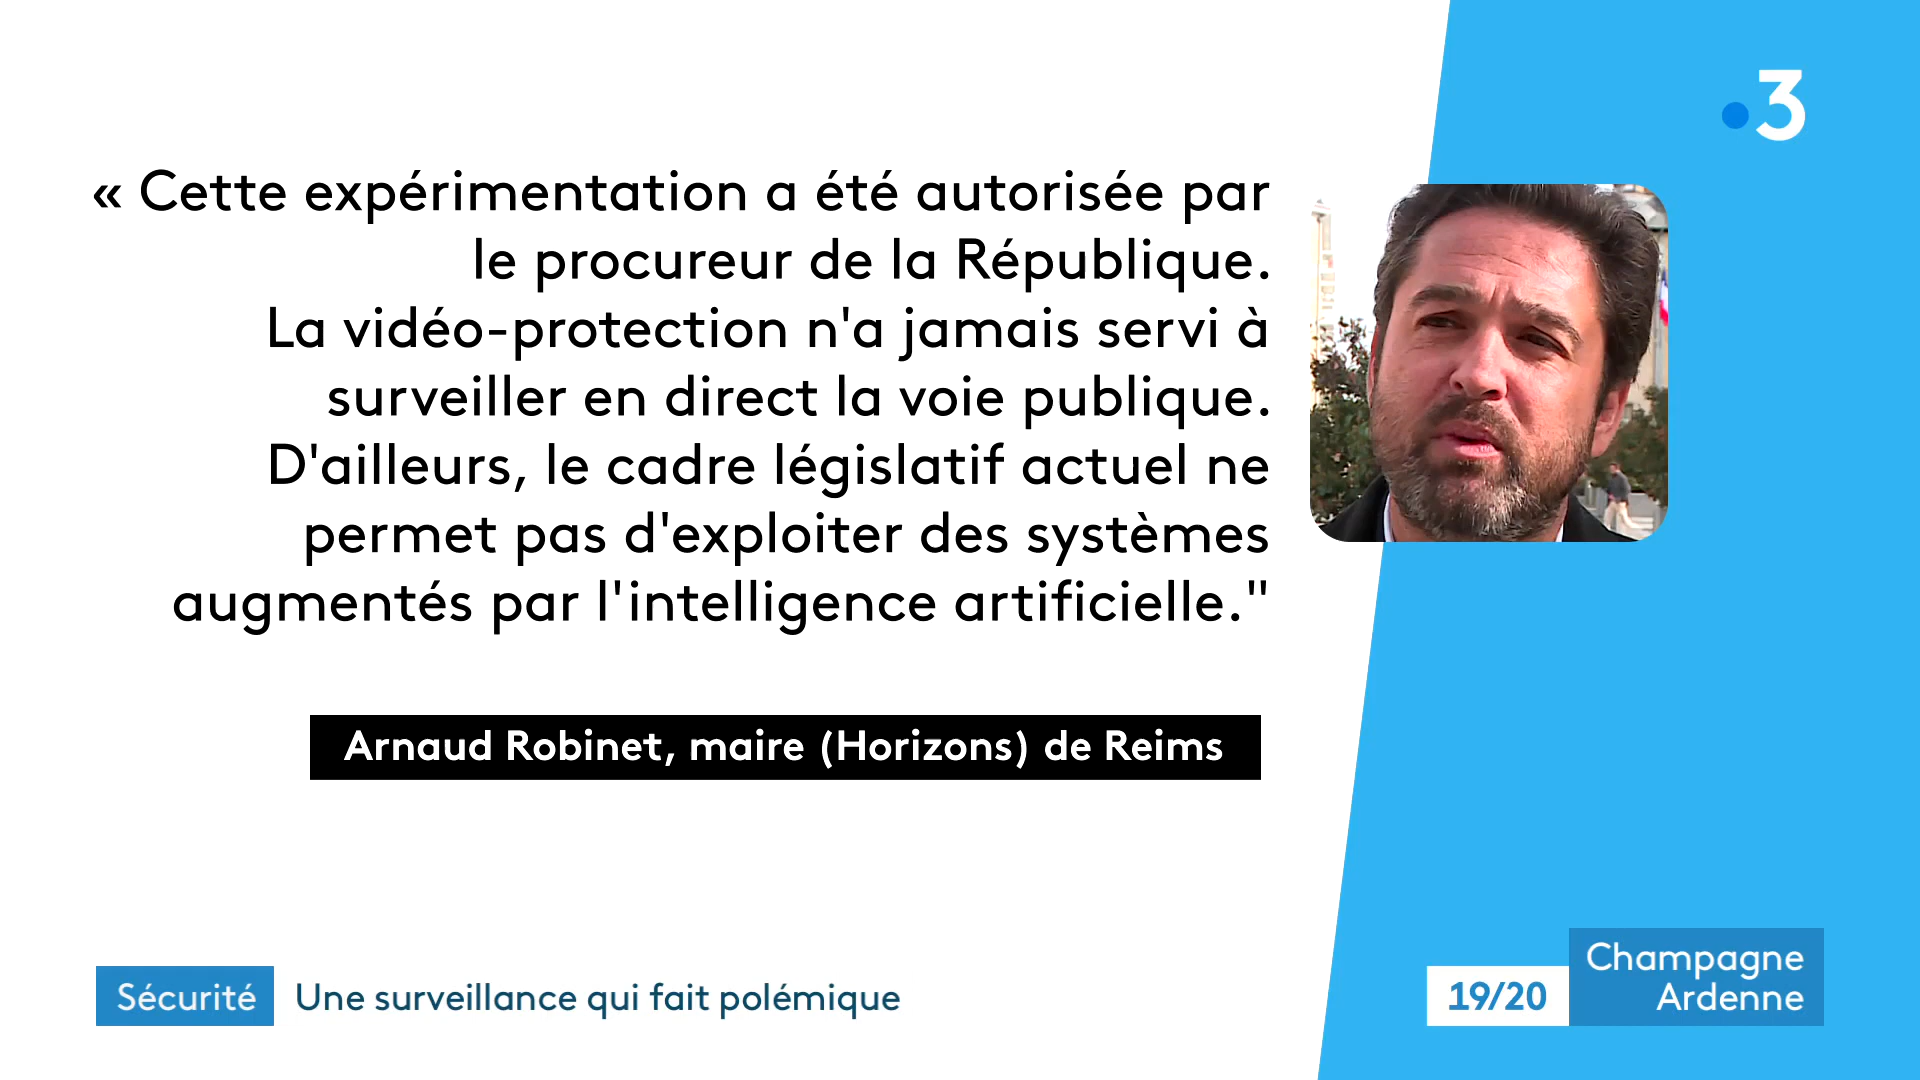 3
« Cette expérimentation a été autorisée par
le procureur de la République.
La vidéo-protection n'a jamais servi à
surveiller en direct la voie publique.
D'ailleurs, le cadre législatif actuel ne
permet pas d'exploiter des systèmes
augmentés par l'intelligence artificielle."
Arnaud Robinet, maire (Horizons) de Reims
Sécurité Une surveillance qui fait polémique
19/20
Champagne
Ardenne